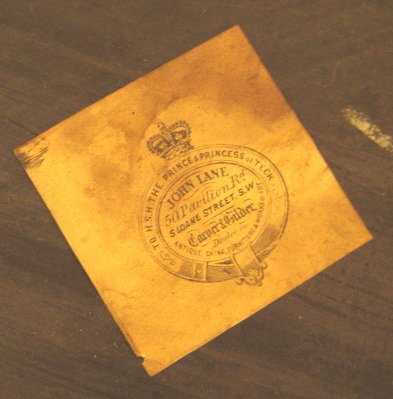 TO H.S.H. THE PRINCE & PRINCESS OF TECK
JOHN LANE
Pavilion Rd
SLOANE STREET. S.W.
Carver & Gilder
Dealer in
ANTIQUE CHINA, FURNITURE & WORKS OF ART